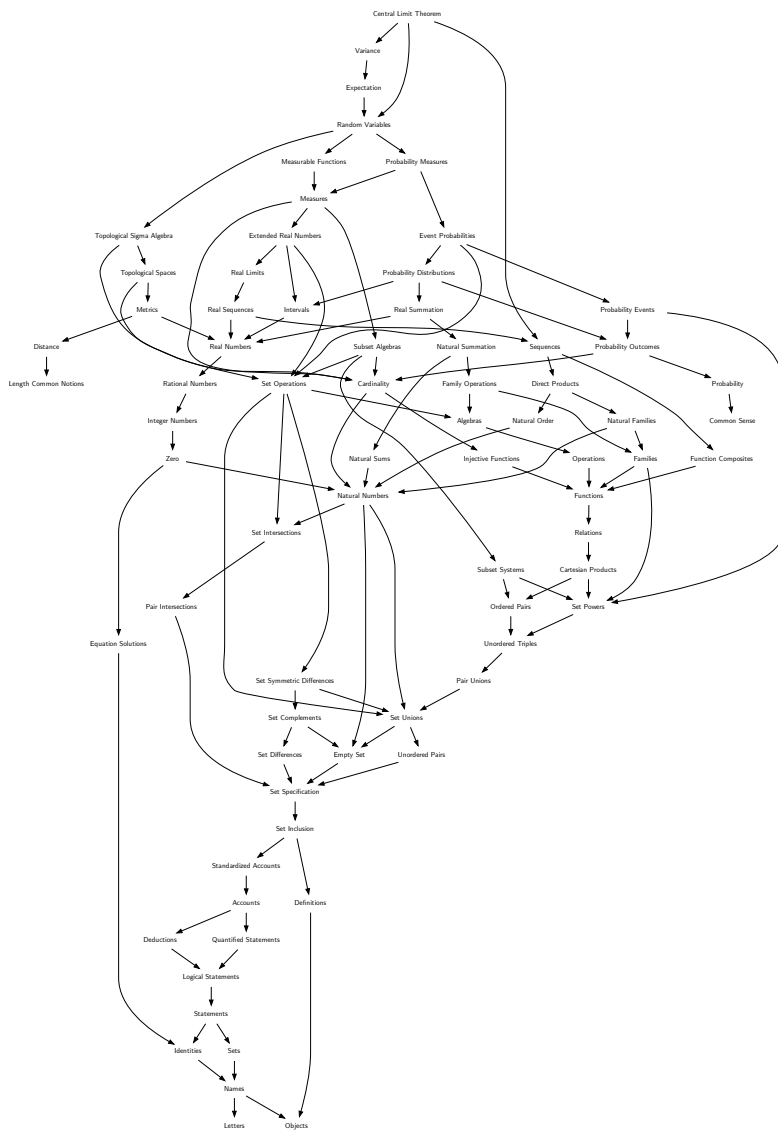 Central Limit Theorem
Variance
Expectation
Random Variables
Measurable Functions
Probability Measures
Measures
Topological Sigma Algebra
Extended Real Numbers
Event Probabilities
Topological Spaces
Real Limits
Probability Distributions
Metrics
Real Sequences
Intervals
Real Summation
Probability Events
Distance
Real Numbers
Subset Algebras
Natural Summation
Sequences
Probability Outcomes
Length Common Notions
Rational Numbers
Set Operations
Cardinality
Family Operations
Direct Products
Probability
Integer Numbers
Algebras
Natural Order
Natural Families
Common Sense
Zero
Natural Sums
Injective Functions
Operations
Families
Function Composites
Natural Numbers
Functions
Set Intersections
Relations
Subset Systems
Cartesian Products
Pair Intersections
Ordered Pairs
Set Powers
Equation Solutions
Unordered Triples
Set Symmetric Differences
Pair Unions
Set Complements
Set Unions
Set Differences
Empty Set
Unordered Pairs
Set Specification
Set Inclusion
Standardized Accounts
Accounts
Definitions
Deductions
Quantified Statements
Logical Statements
Statements
Identities
Sets
Names
Letters
Objects